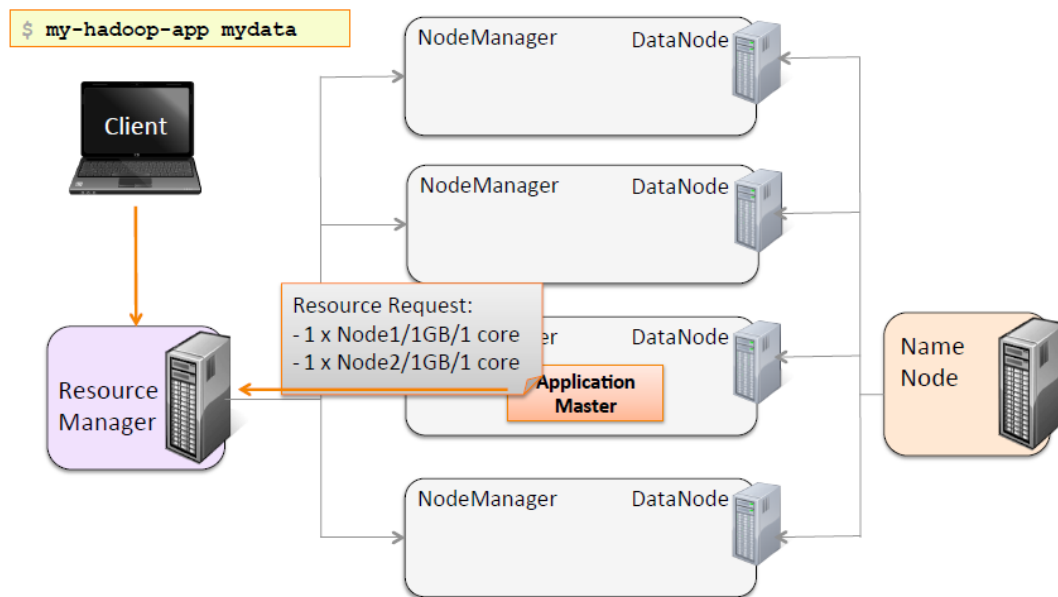 $ my-hadoop-app mydata
Client
NodeManager DataNode
NodeManager DataNode
Resource Request:
- 1 x Node1/1GB/1 core
- 1 x Node2/1GB/1 core
DataNode
Application
Master
Resource
Manager
Name
Node
NodeManager DataNode